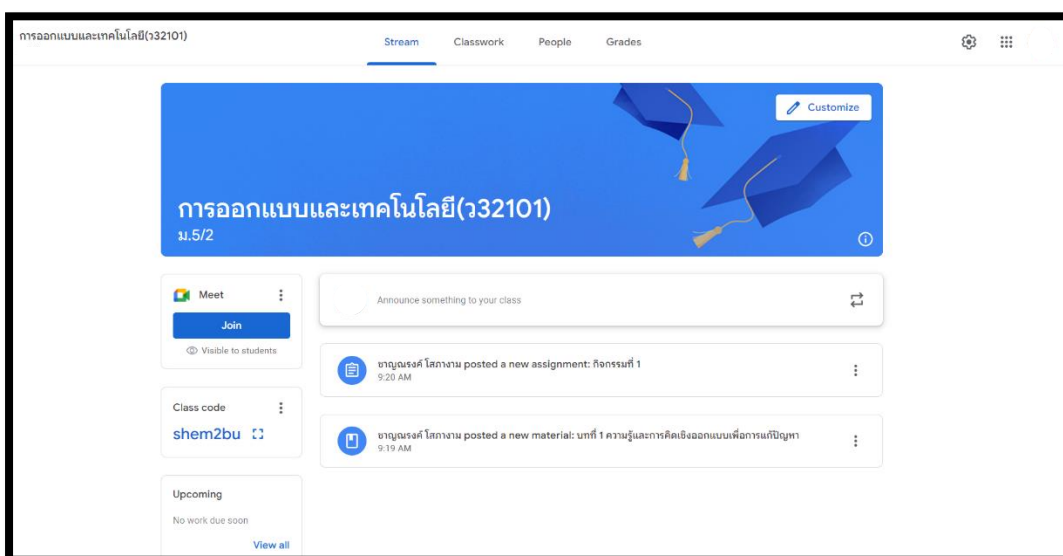 การออกแบบและเทคโนโลยี(ว32101)
Stream Classwork People Grades
Customize
การออกแบบและเทคโนโลยี(ว32101)
ม.5/2
Meet
Join
Visible to students
Announce something to your class
ชาญณรงค์ โสภางาม posted a new assignment: กิจกรรมที่ 1
9:20 AM
Class code
shem2bu
ชาญณรงค์ โสภางาม posted a new material: บทที่ 1 ความรู้และการคิดเชิงออกแบบเพื่อการแก้ปัญหา
9:19 AM
Upcoming
No work due soon
View all